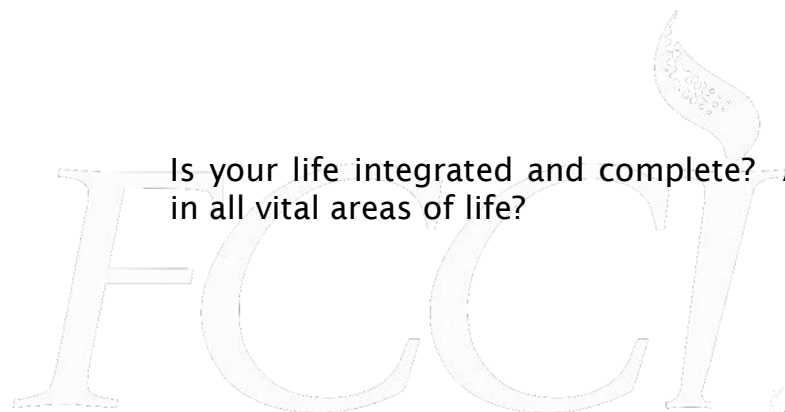 Is your life integrated and complete?
in all vital areas of life?
FCCI